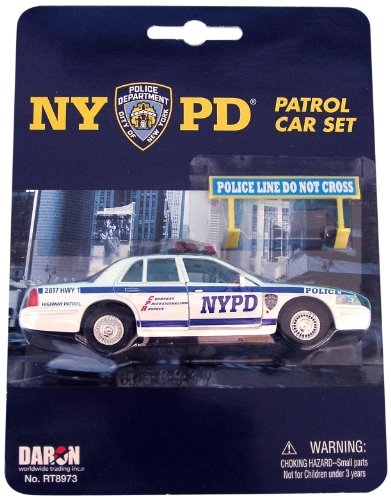 POLICE
DEPARTMENT
CITY OF
NEW YORK
NY PD®
PATROL
CAR SET
POLICE LINE DO NOT CROSS
2817 HWY 1
HIGHWAY PATROL
COURTESY
PROFESSIONALISM
RESPECT
NYPD
POLICE
DARON
worldwide trading inc.®
No. RT8973
WARNING:
CHOKING HAZARD–Small parts
Not for Children under 3 years